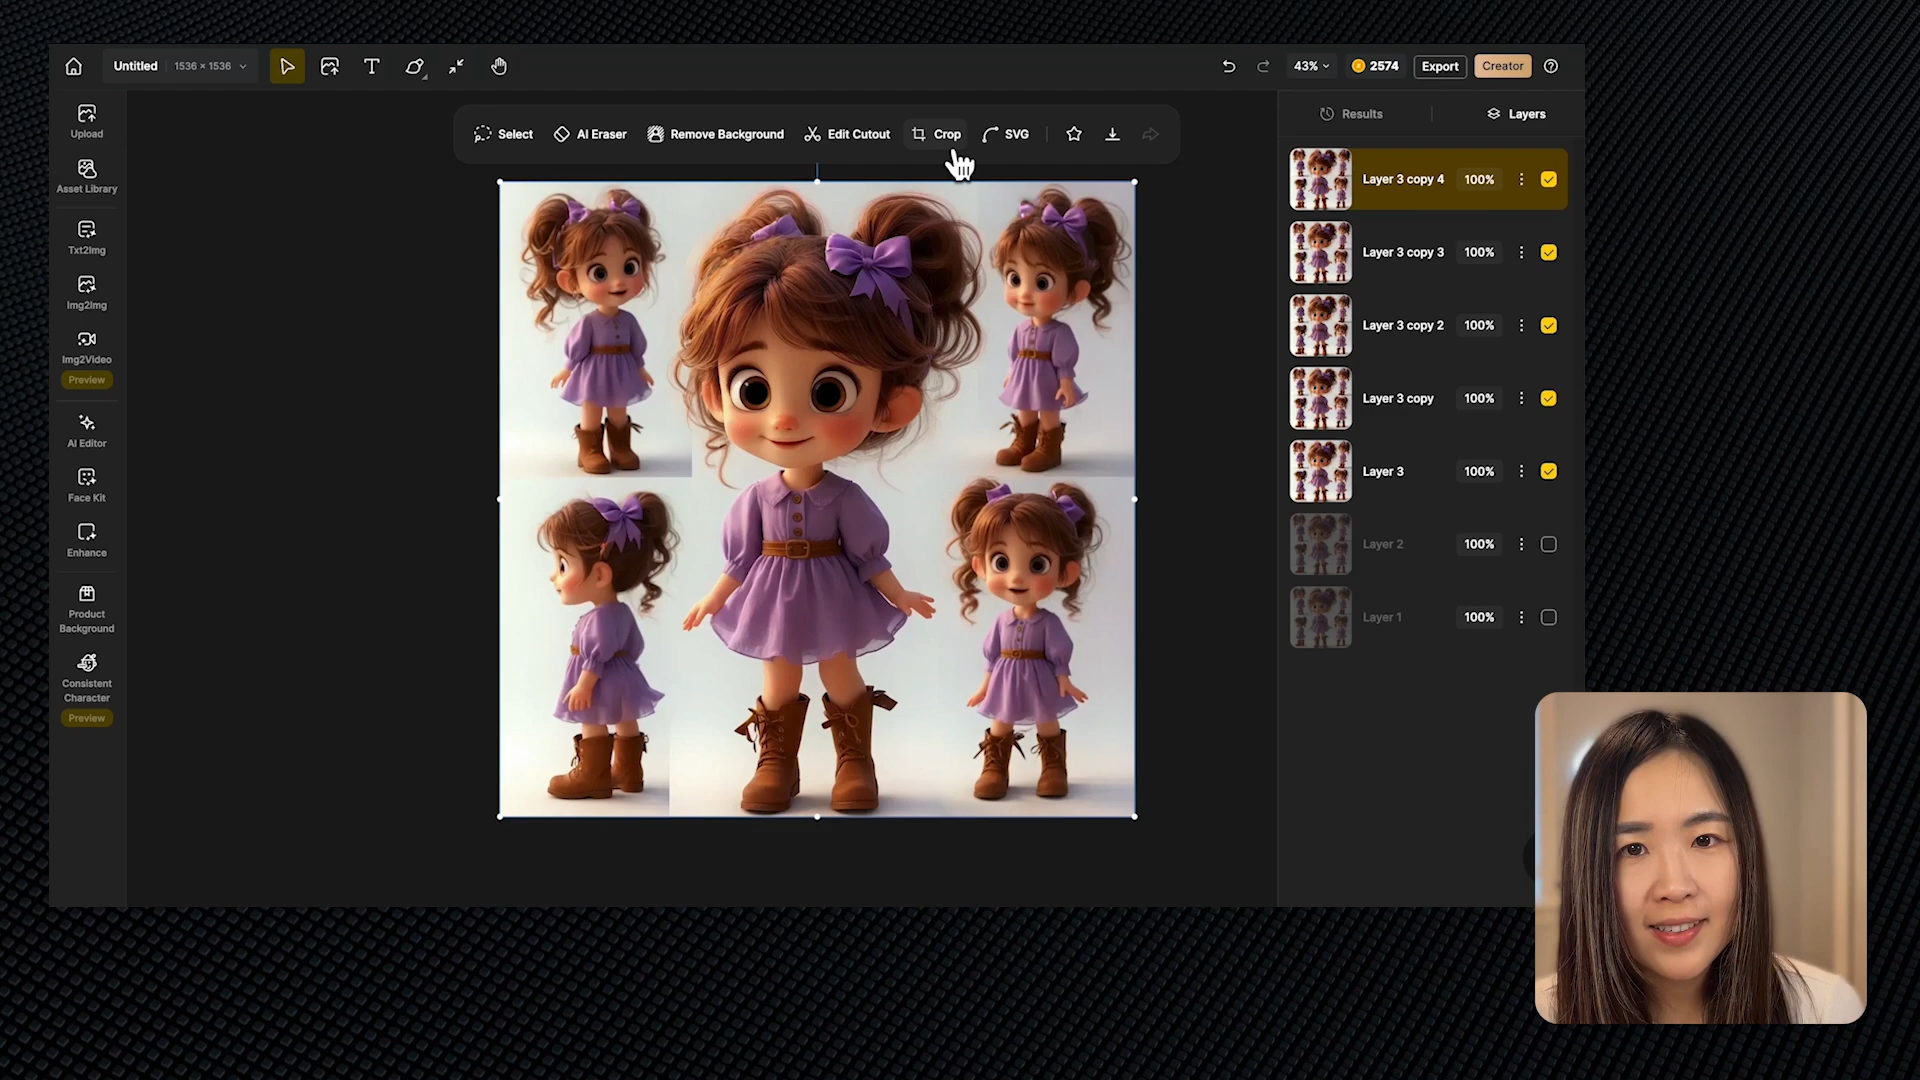 Untitled 1536 × 1536
43% 2574 Export Creator
Upload
Asset Library
Txt2Img
Img2Img
Img2Video
Preview
AI Editor
Face Kit
Enhance
Product
Background
Consistent
Character
Preview
Select AI Eraser Remove Background Edit Cutout Crop SVG
Results Layers
Layer 3 copy 4 100%
Layer 3 copy 3 100%
Layer 3 copy 2 100%
Layer 3 copy 100%
Layer 3 100%
Layer 2 100%
Layer 1 100%